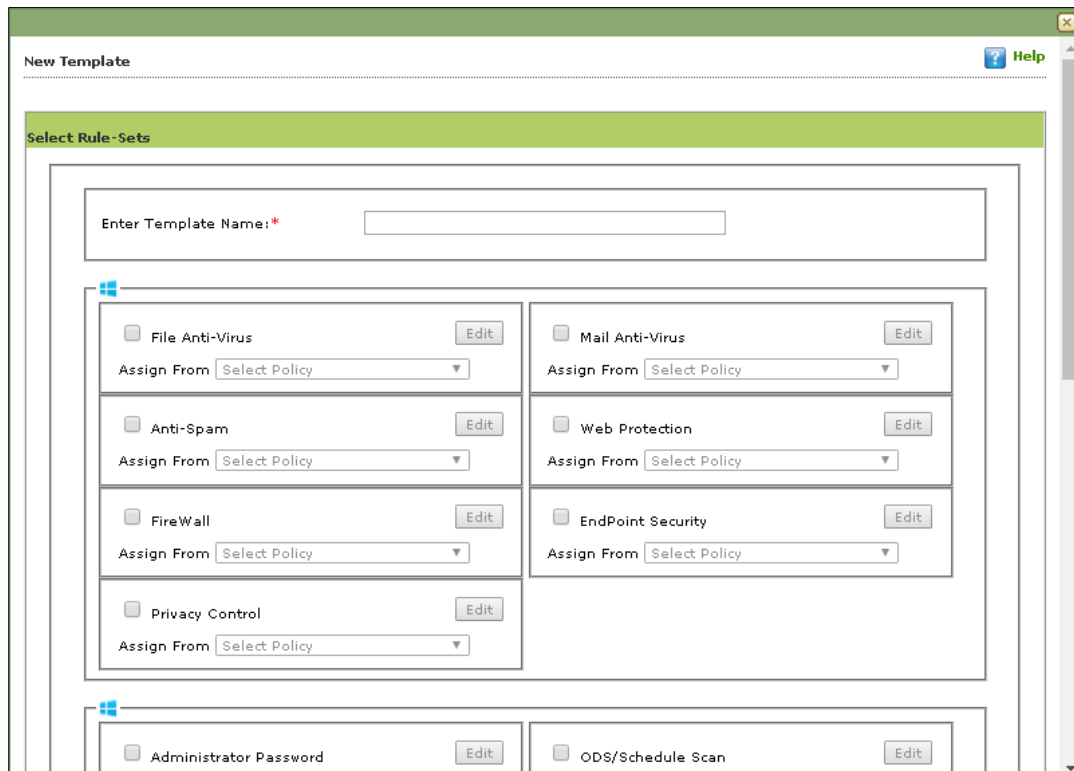 New Template
? Help
Select Rule-Sets
Enter Template Name:*
File Anti-Virus Edit
Assign From Select Policy
Mail Anti-Virus Edit
Assign From Select Policy
Anti-Spam Edit
Assign From Select Policy
Web Protection Edit
Assign From Select Policy
FireWall Edit
Assign From Select Policy
EndPoint Security Edit
Assign From Select Policy
Privacy Control Edit
Assign From Select Policy
Administrator Password Edit
ODS/Schedule Scan Edit